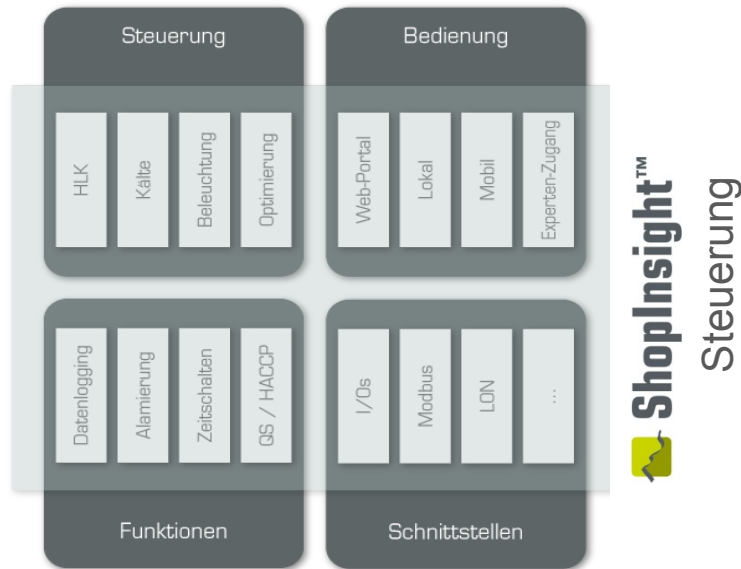 Steuerung
HLK
Kälte
Beleuchtung
Optimierung
Bedienung
Web-Portal
Lokal
Mobil
Experten-Zugang
Datenlogging
Alamierung
Zeitschalten
QS / HACCP
Funktionen
I/Os
Modbus
LON
...
Schnittstellen
ShopInsight™
Steuerung